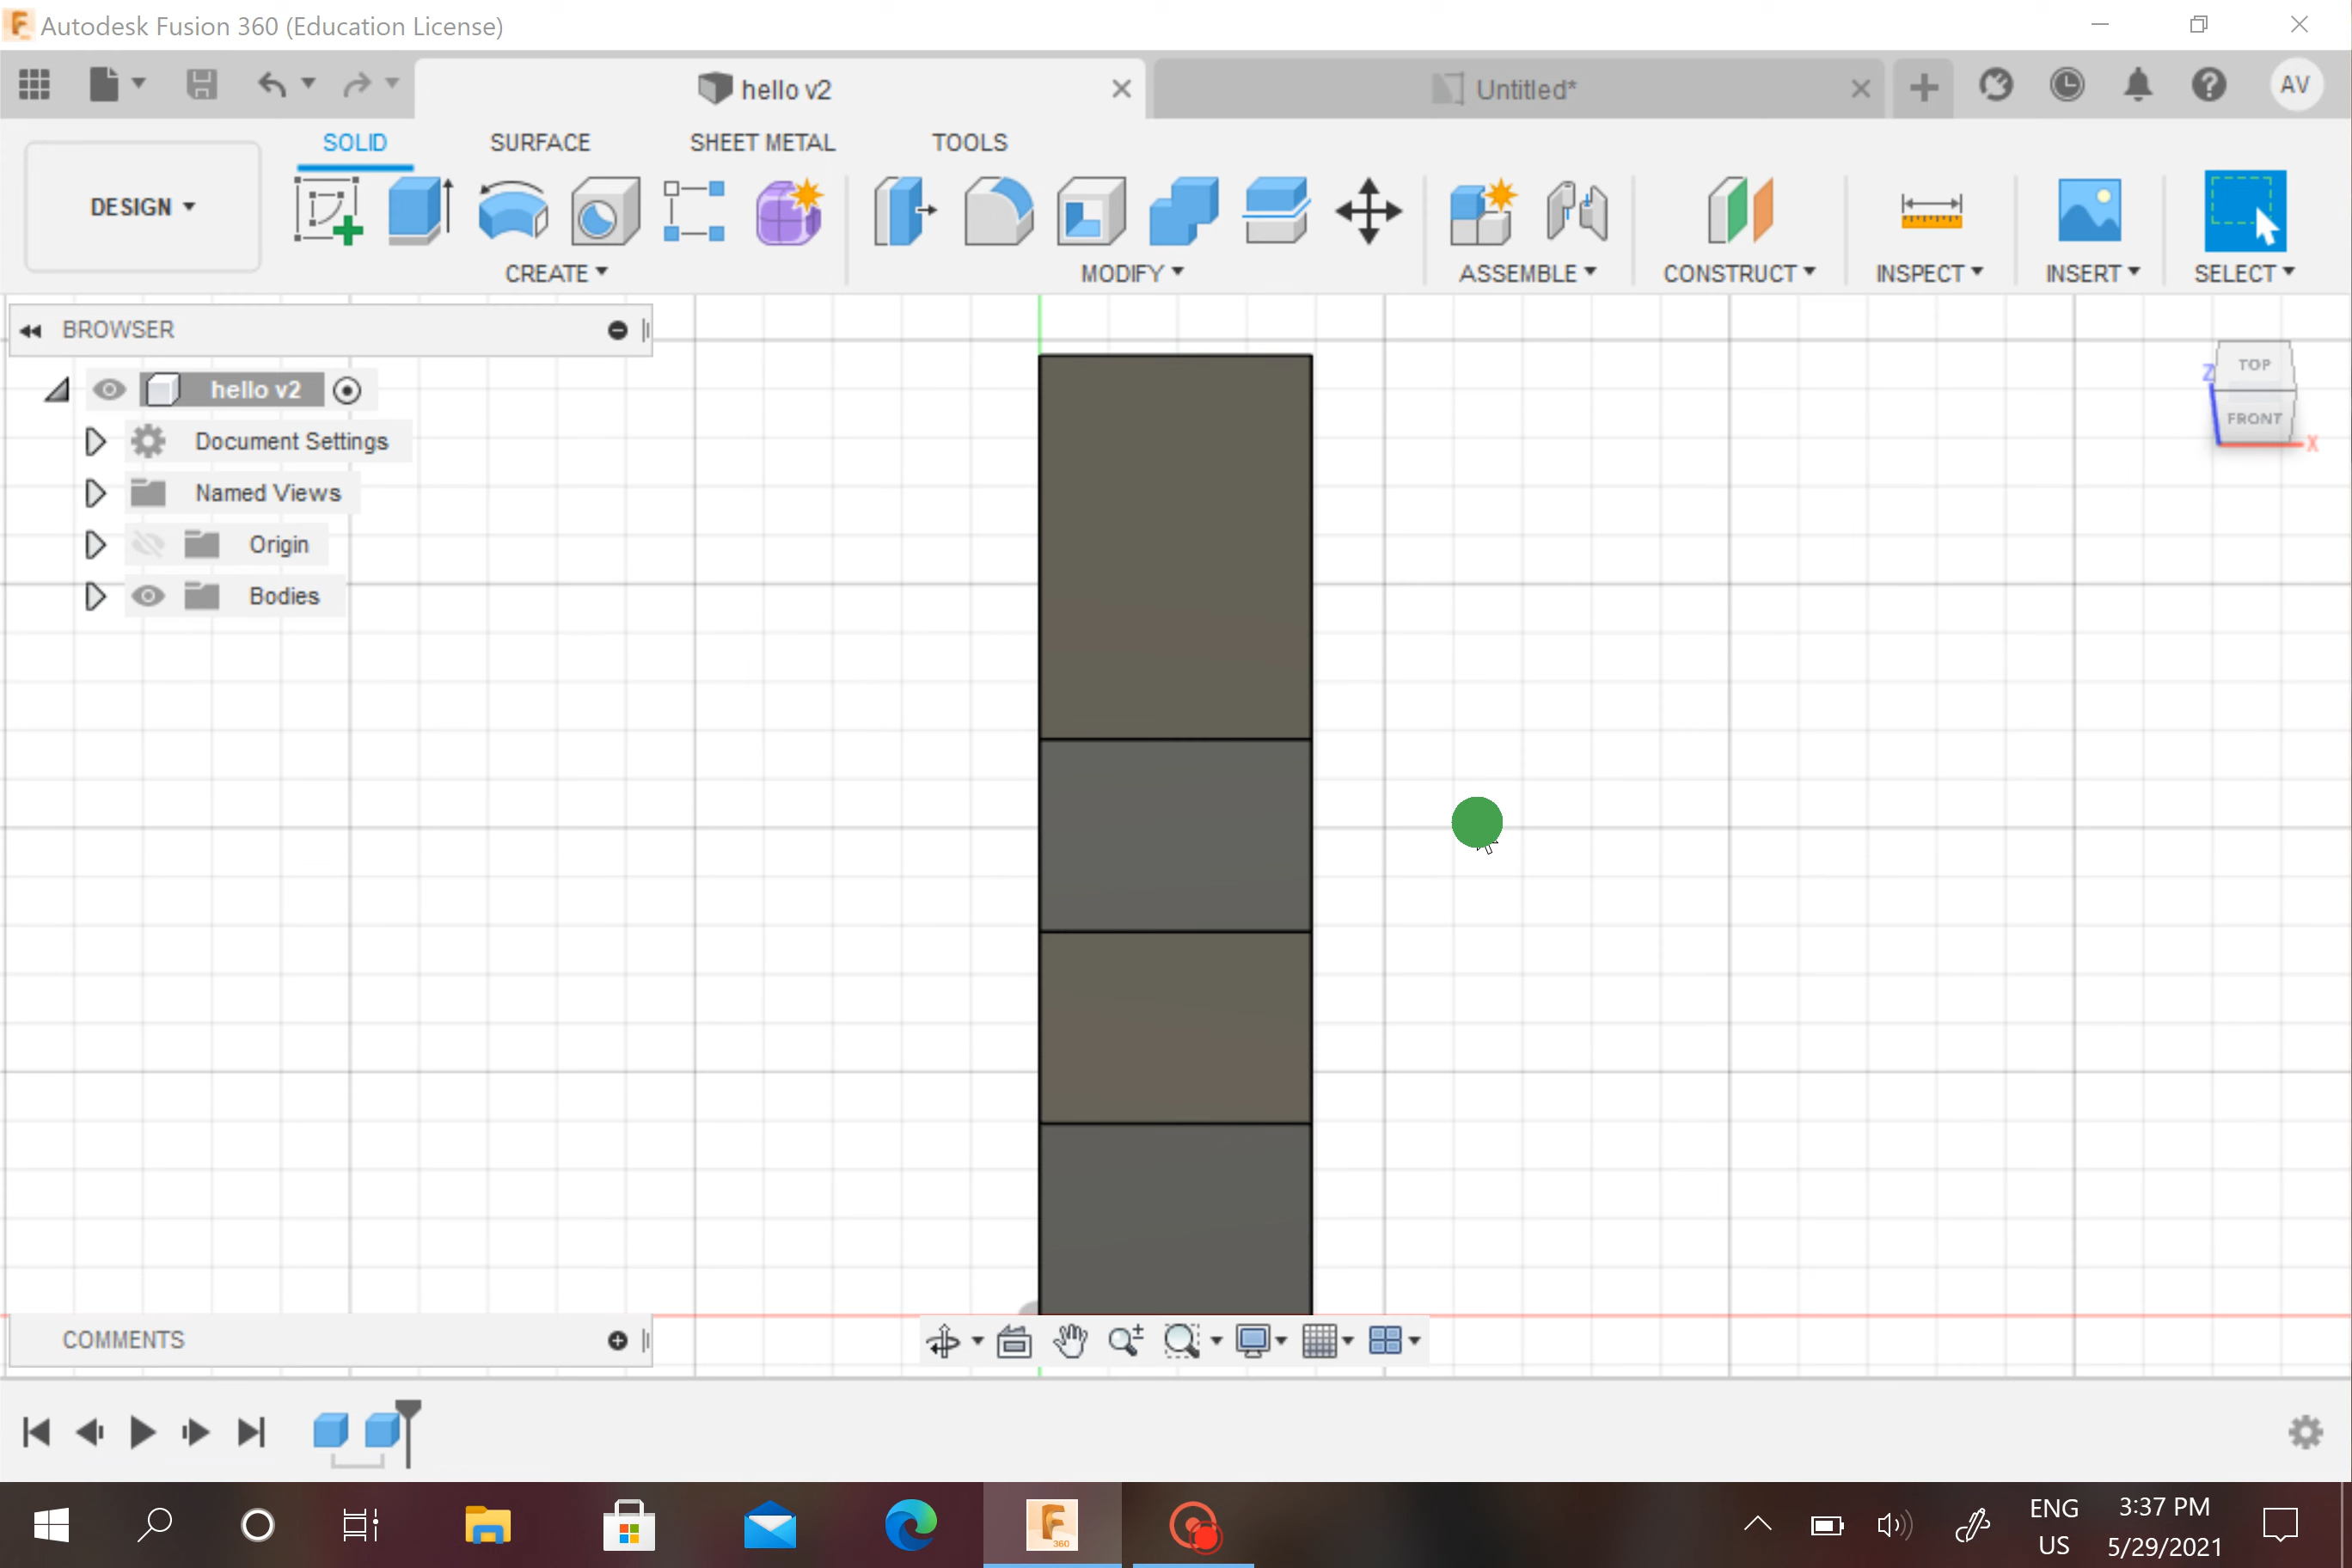 Autodesk Fusion 360 (Education License)
hello v2
Untitled*
AV
SOLID
SURFACE
SHEET METAL
TOOLS
DESIGN
CREATE
MODIFY
ASSEMBLE
CONSTRUCT
INSPECT
INSERT
SELECT
BROWSER
hello v2
Document Settings
Named Views
Origin
Bodies
TOP
FRONT
Z
X
COMMENTS
360
ENG
US
3:37 PM
5/29/2021